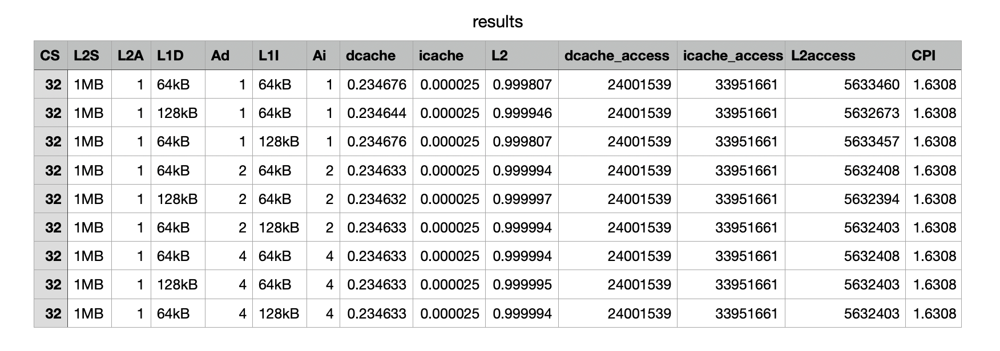 results
CS L2S L2A L1D Ad L1I Ai dcache icache L2 dcache_access icache_access L2access CPI
32 1MB 1 64kB 1 64kB 1 0.234676 0.000025 0.999807 24001539 33951661 5633460 1.6308
32 1MB 1 128kB 1 64kB 1 0.234644 0.000025 0.999946 24001539 33951661 5632673 1.6308
32 1MB 1 64kB 1 128kB 1 0.234676 0.000025 0.999807 24001539 33951661 5633457 1.6308
32 1MB 1 64kB 2 64kB 2 0.234633 0.000025 0.999994 24001539 33951661 5632408 1.6308
32 1MB 1 128kB 2 64kB 2 0.234632 0.000025 0.999997 24001539 33951661 5632394 1.6308
32 1MB 1 64kB 2 128kB 2 0.234633 0.000025 0.999994 24001539 33951661 5632403 1.6308
32 1MB 1 64kB 4 64kB 4 0.234633 0.000025 0.999994 24001539 33951661 5632408 1.6308
32 1MB 1 128kB 4 64kB 4 0.234633 0.000025 0.999995 24001539 33951661 5632403 1.6308
32 1MB 1 64kB 4 128kB 4 0.234633 0.000025 0.999994 24001539 33951661 5632403 1.6308